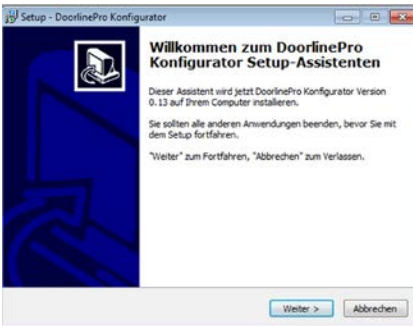 Setup - DoorlinePro Konfigurator
Willkommen zum DoorlinePro
Konfigurator Setup-Assistenten
Dieser Assistent wird jetzt DoorlinePro Konfigurator Version
0.13 auf Ihrem Computer installieren.
Sie sollten alle anderen Anwendungen beenden, bevor Sie mit
dem Setup fortfahren.
"Weiter" zum Fortfahren, "Abbrechen" zum Verlassen.
Weiter > Abbrechen